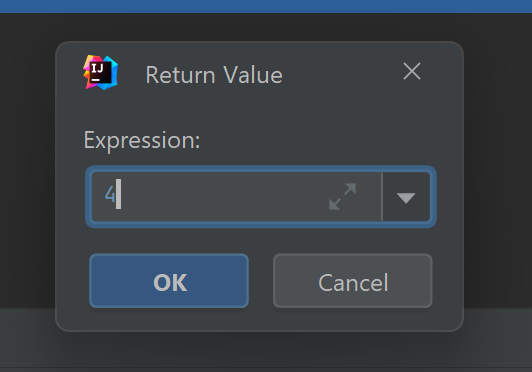 IJ
Return Value
Expression:
4
OK
Cancel